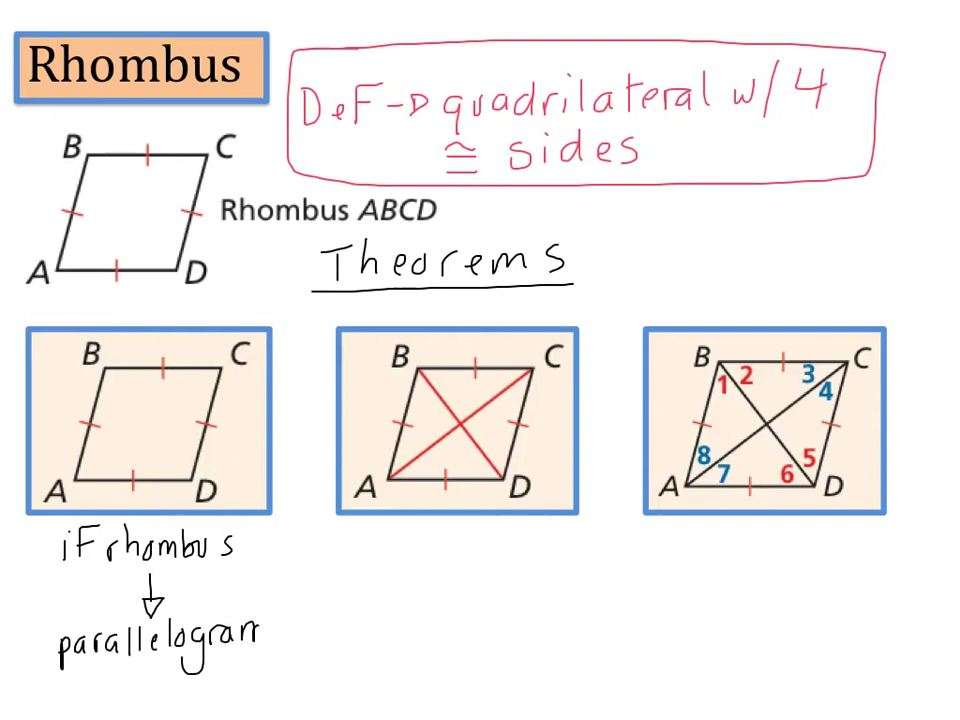 Rhombus
DeF → quadrilateral w/ 4
≅ sides
B C
Rhombus ABCD
A D
Theorems
B C
A D
B C
A D
B C
1 2 3 4
8 7 6 5
A D
iF rhombus
↓
parallelogram